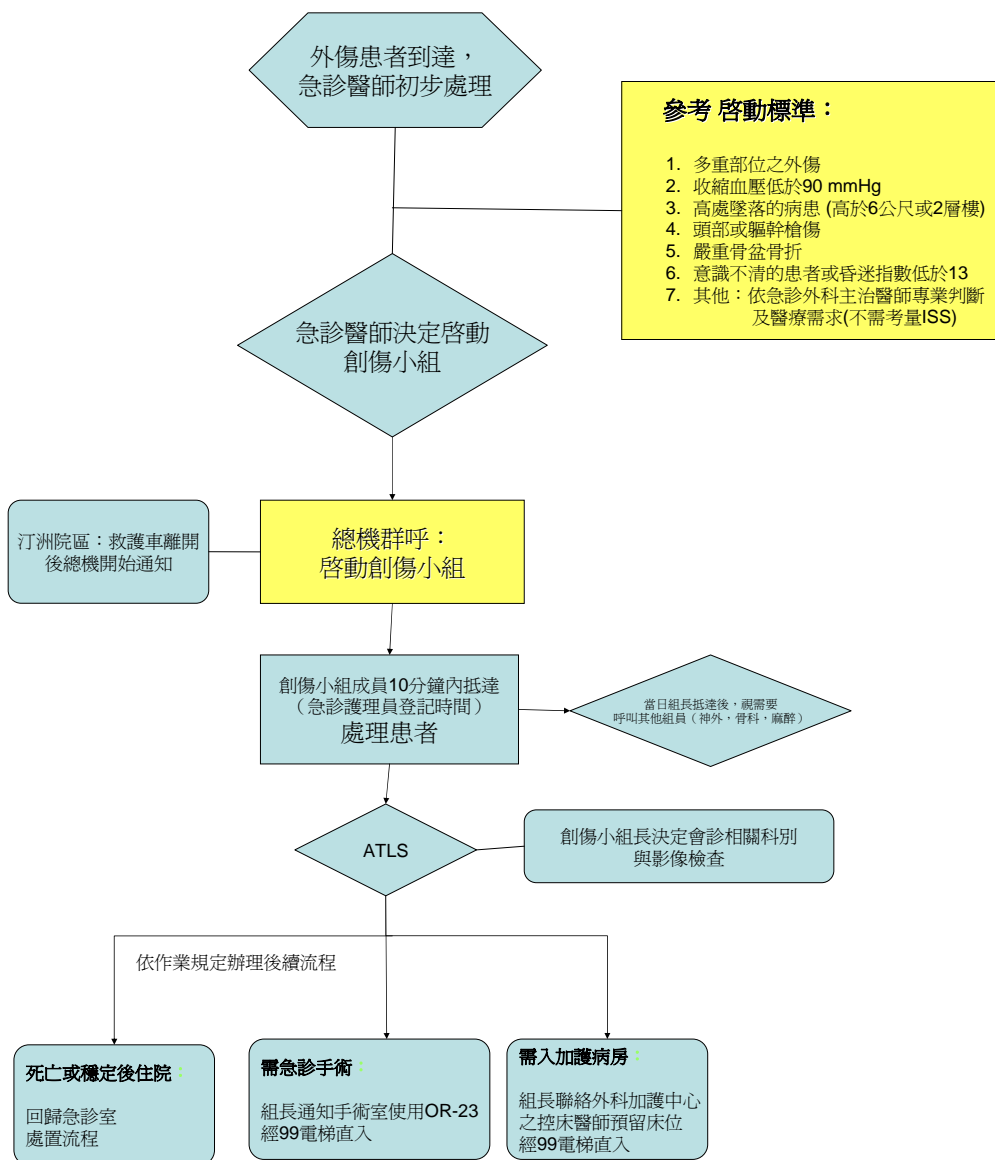 外傷患者到達，
急診醫師初步處理
參考 啓動標準：
1. 多重部位之外傷
2. 收縮血壓低於90 mmHg
3. 高處墜落的病患 (高於6公尺或2層樓)
4. 頭部或軀幹槍傷
5. 嚴重骨盆骨折
6. 意識不清的患者或昏迷指數低於13
7. 其他：依急診外科主治醫師專業判斷
及醫療需求(不需考量ISS)
急診醫師決定啓動
創傷小組
汀洲院區：救護車離開
後總機開始通知
總機群呼：
啓動創傷小組
創傷小組成員10分鐘內抵達
（急診護理員登記時間）
處理患者
當日組長抵達後，視需要
呼叫其他組員（神外，骨科，麻醉）
ATLS
創傷小組長決定會診相關科別
與影像檢查
依作業規定辦理後續流程
死亡或穩定後住院：
回歸急診室
處置流程
需急診手術：
組長通知手術室使用OR-23
經99電梯直入
需入加護病房：
組長聯絡外科加護中心
之控床醫師預留床位
經99電梯直入